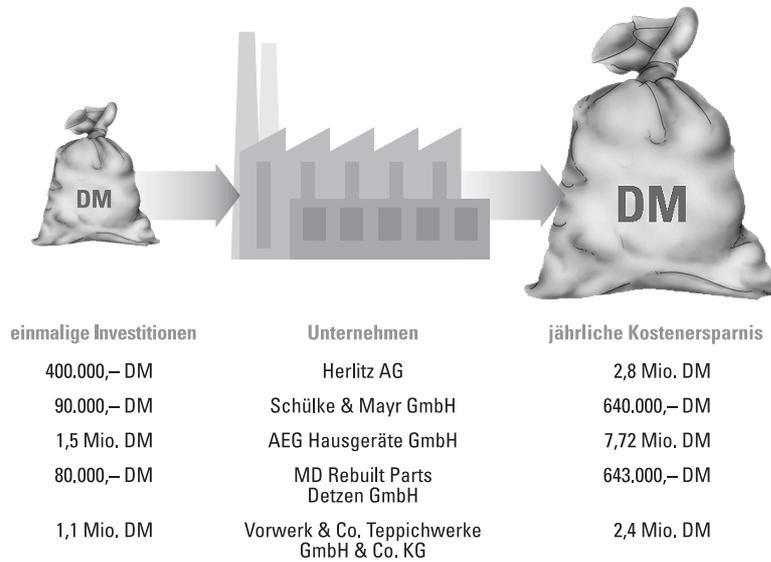 DM
DM
einmalige Investitionen Unternehmen jährliche Kostenersparnis
400.000,– DM Herlitz AG 2,8 Mio. DM
90.000,– DM Schülke & Mayr GmbH 640.000,– DM
1,5 Mio. DM AEG Hausgeräte GmbH 7,72 Mio. DM
80.000,– DM MD Rebuilt Parts 643.000,– DM
Detzen GmbH
1,1 Mio. DM Vorwerk & Co. Teppichwerke 2,4 Mio. DM
GmbH & Co. KG